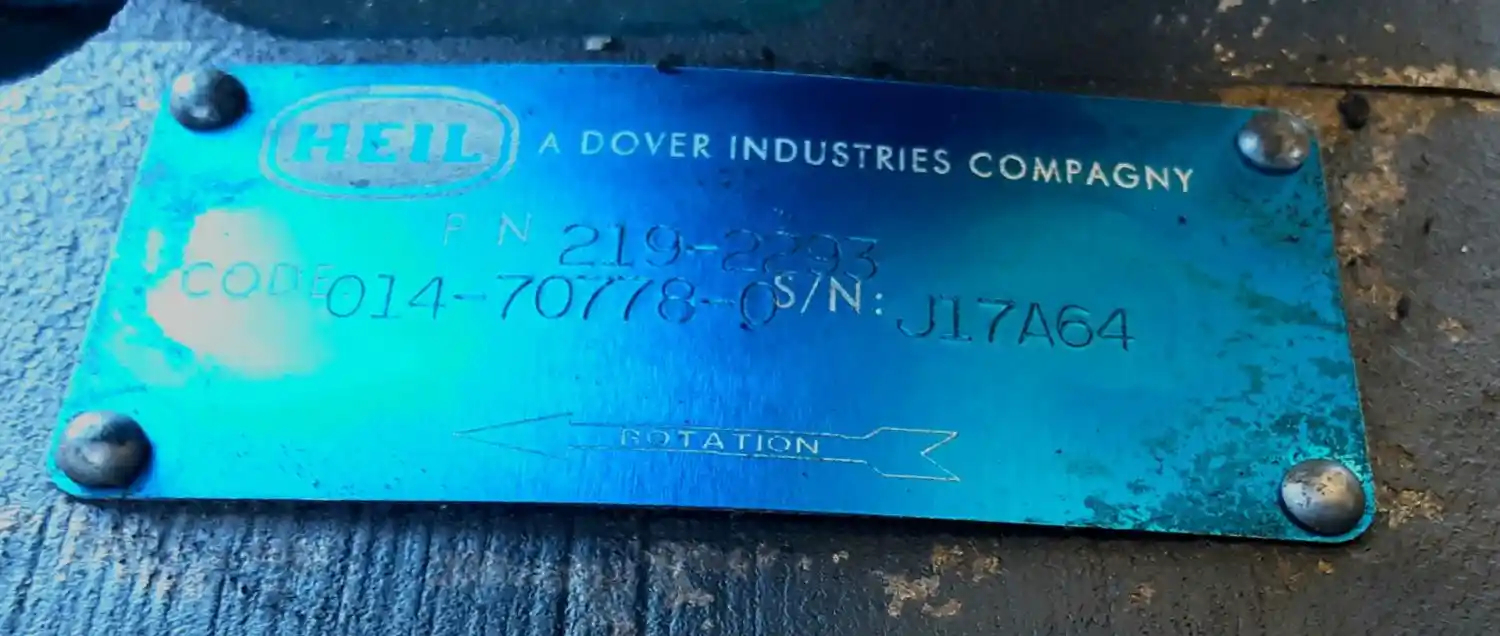 HEIL A DOVER INDUSTRIES COMPAGNY
P N 219-2293
CODE 014-70778-0 S/N: J17A64
ROTATION